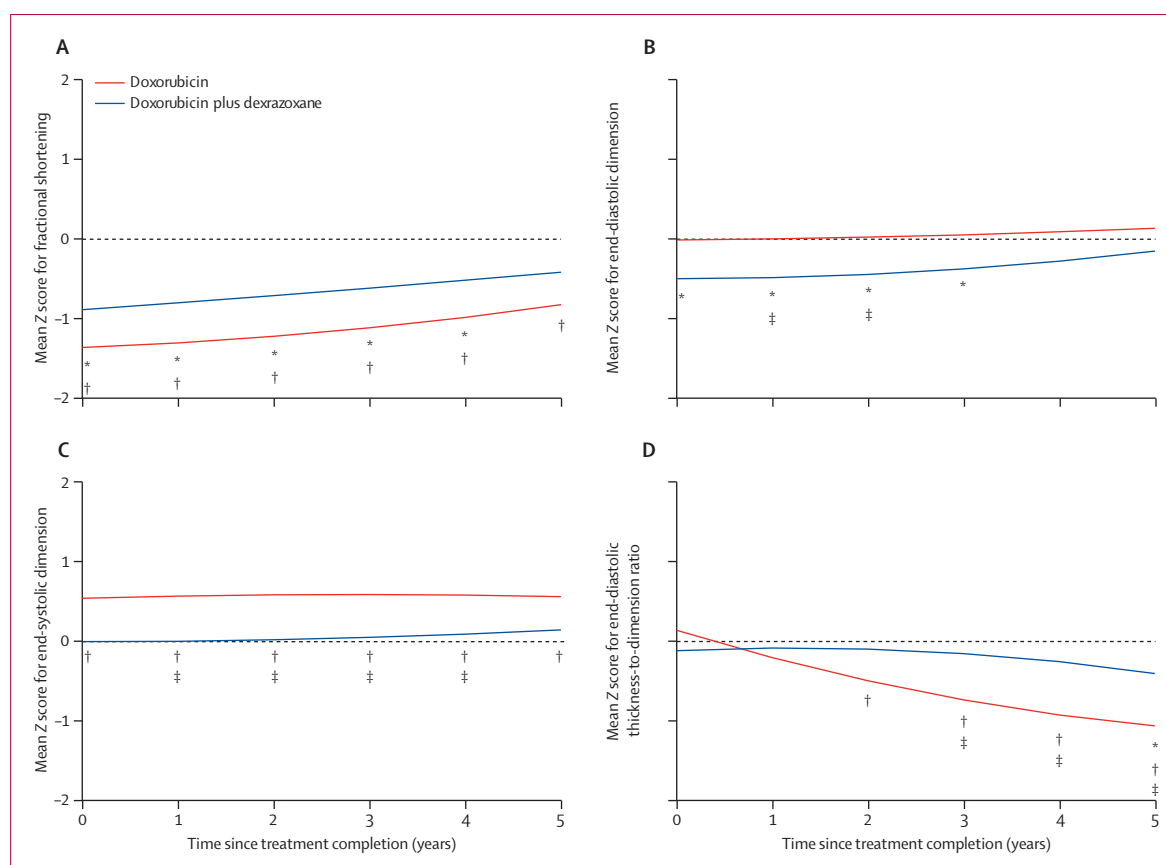 A
Mean Z score for fractional shortening
2
1
0
–1
–2
Doxorubicin
Doxorubicin plus dexrazoxane
* * * * *
† † † † † †
B
Mean Z score for end-diastolic dimension
* * * *
‡ ‡
C
Mean Z score for end-systolic dimension
2
1
0
–1
–2
† † † † † †
‡ ‡ ‡ ‡
0 1 2 3 4 5
Time since treatment completion (years)
D
Mean Z score for end-diastolic
thickness-to-dimension ratio
† † † *
‡ ‡ †
‡
0 1 2 3 4 5
Time since treatment completion (years)